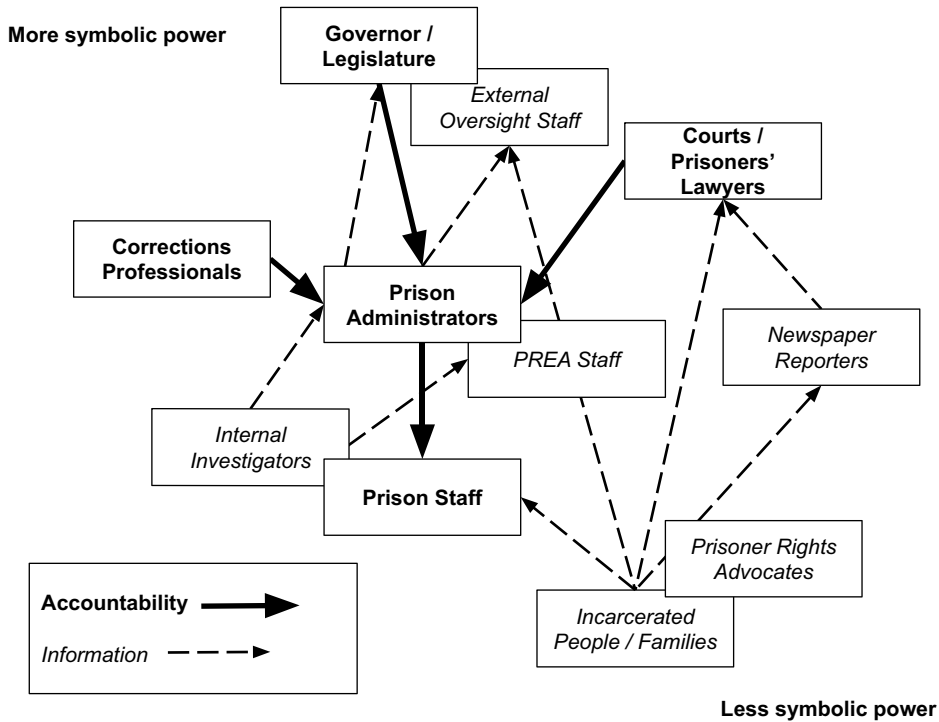 More symbolic power
Governor /
Legislature
External
Oversight Staff
Courts /
Prisoners'
Lawyers
Corrections
Professionals
Prison
Administrators
Newspaper
Reporters
PREA Staff
Internal
Investigators
Prison Staff
Prisoner Rights
Advocates
Incarcerated
People / Families
Accountability
Information
Less symbolic power